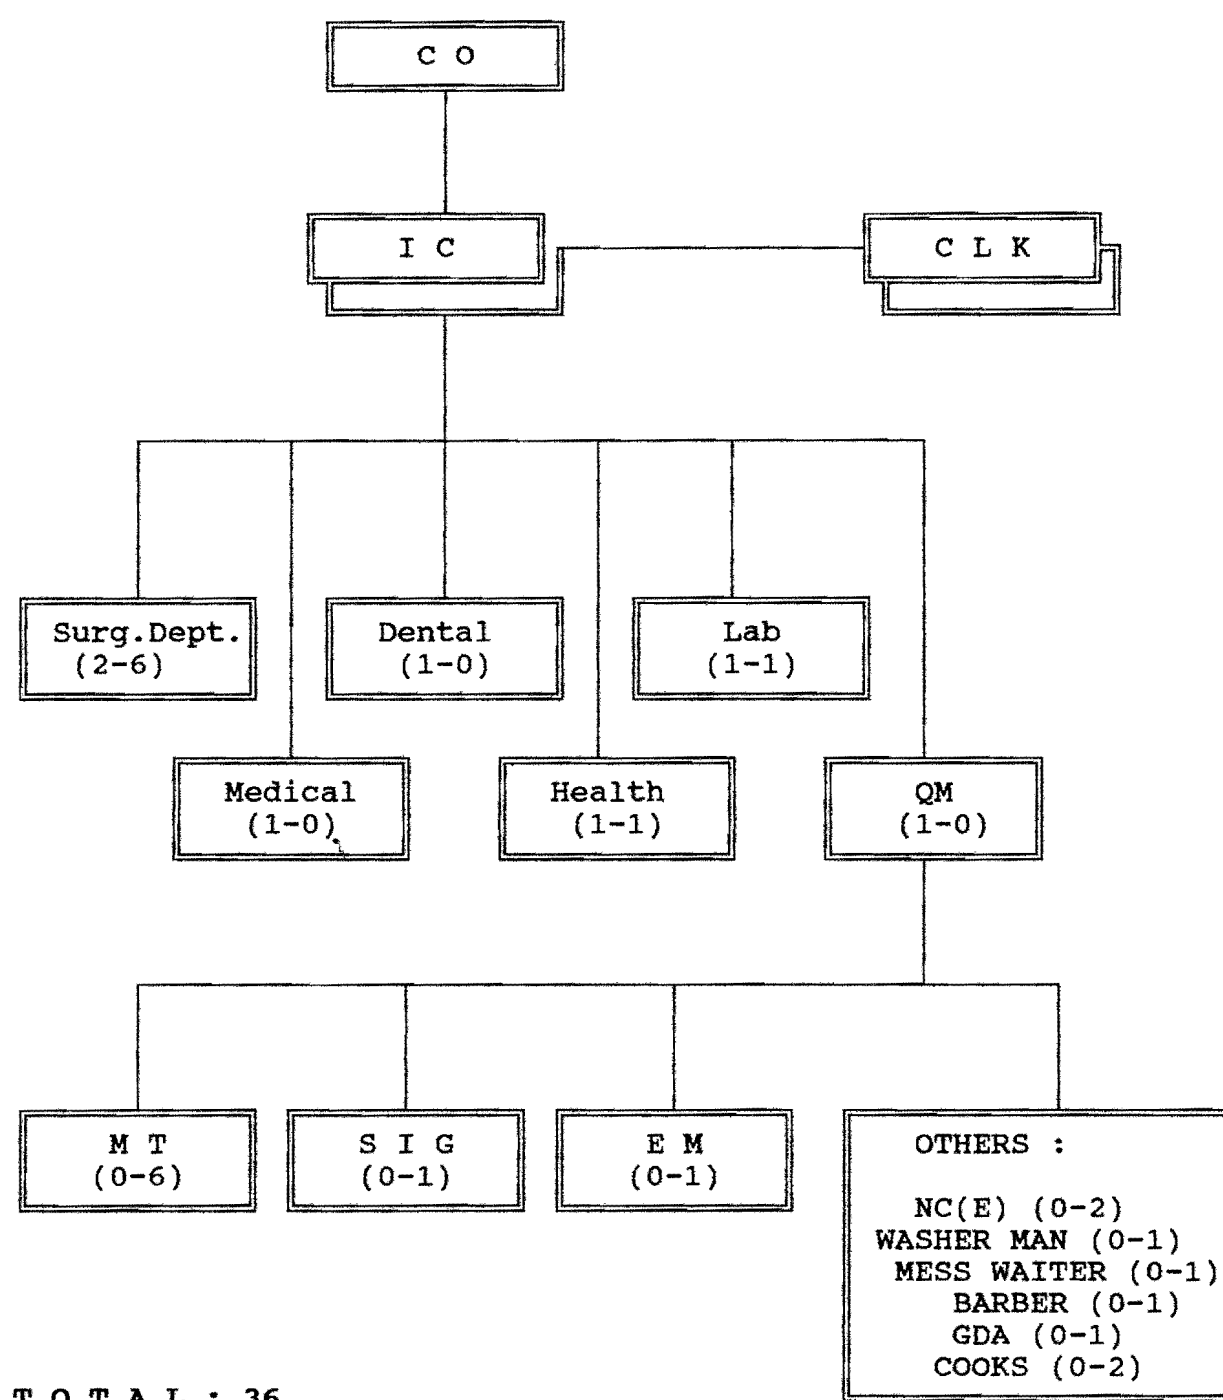 C O
I C
C L K
Surg.Dept.
(2-6)
Dental
(1-0)
Lab
(1-1)
Medical
(1-0)
Health
(1-1)
QM
(1-0)
M T
(0-6)
S I G
(0-1)
E M
(0-1)
OTHERS :
NC(E) (0-2)
WASHER MAN (0-1)
MESS WAITER (0-1)
BARBER (0-1)
GDA (0-1)
COOKS (0-2)
T O T A L : 36